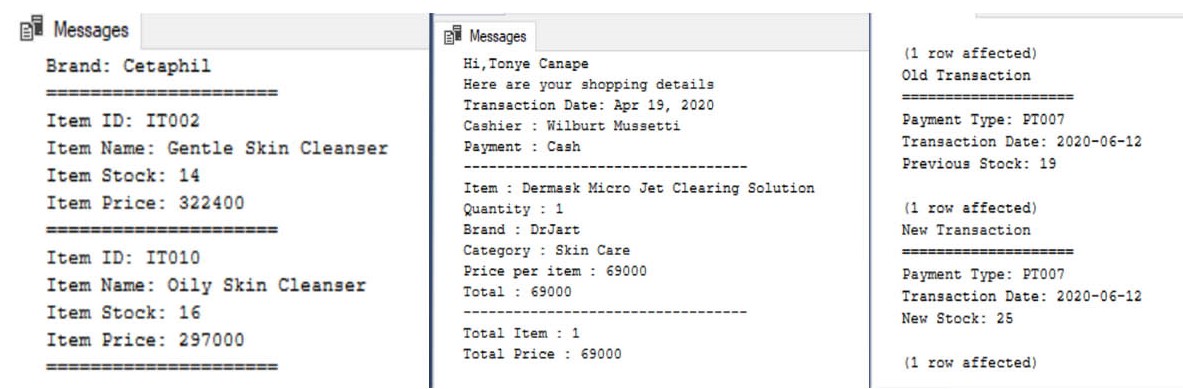 Messages
Brand: Cetaphil
======================
Item ID: IT002
Item Name: Gentle Skin Cleanser
Item Stock: 14
Item Price: 322400
======================
Item ID: IT010
Item Name: Oily Skin Cleanser
Item Stock: 16
Item Price: 297000
======================
Messages
Hi,Tonye Canape
Here are your shopping details
Transaction Date: Apr 19, 2020
Cashier : Wilburt Mussetti
Payment : Cash
----------------------------------
Item : Dermask Micro Jet Clearing Solution
Quantity : 1
Brand : DrJart
Category : Skin Care
Price per item : 69000
Total : 69000
----------------------------------
Total Item : 1
Total Price : 69000
(1 row affected)
Old Transaction
=====================
Payment Type: PT007
Transaction Date: 2020-06-12
Previous Stock: 19
(1 row affected)
New Transaction
=====================
Payment Type: PT007
Transaction Date: 2020-06-12
New Stock: 25
(1 row affected)